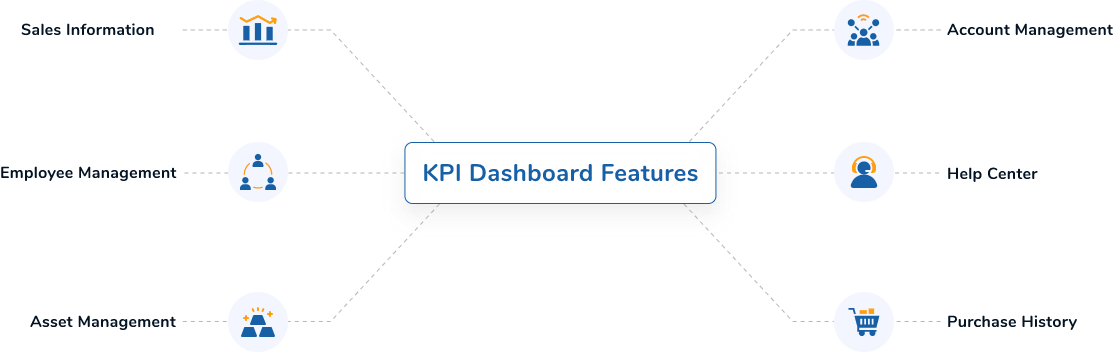 Sales Information
Account Management
Employee Management
KPI Dashboard Features
Help Center
Asset Management
Purchase History